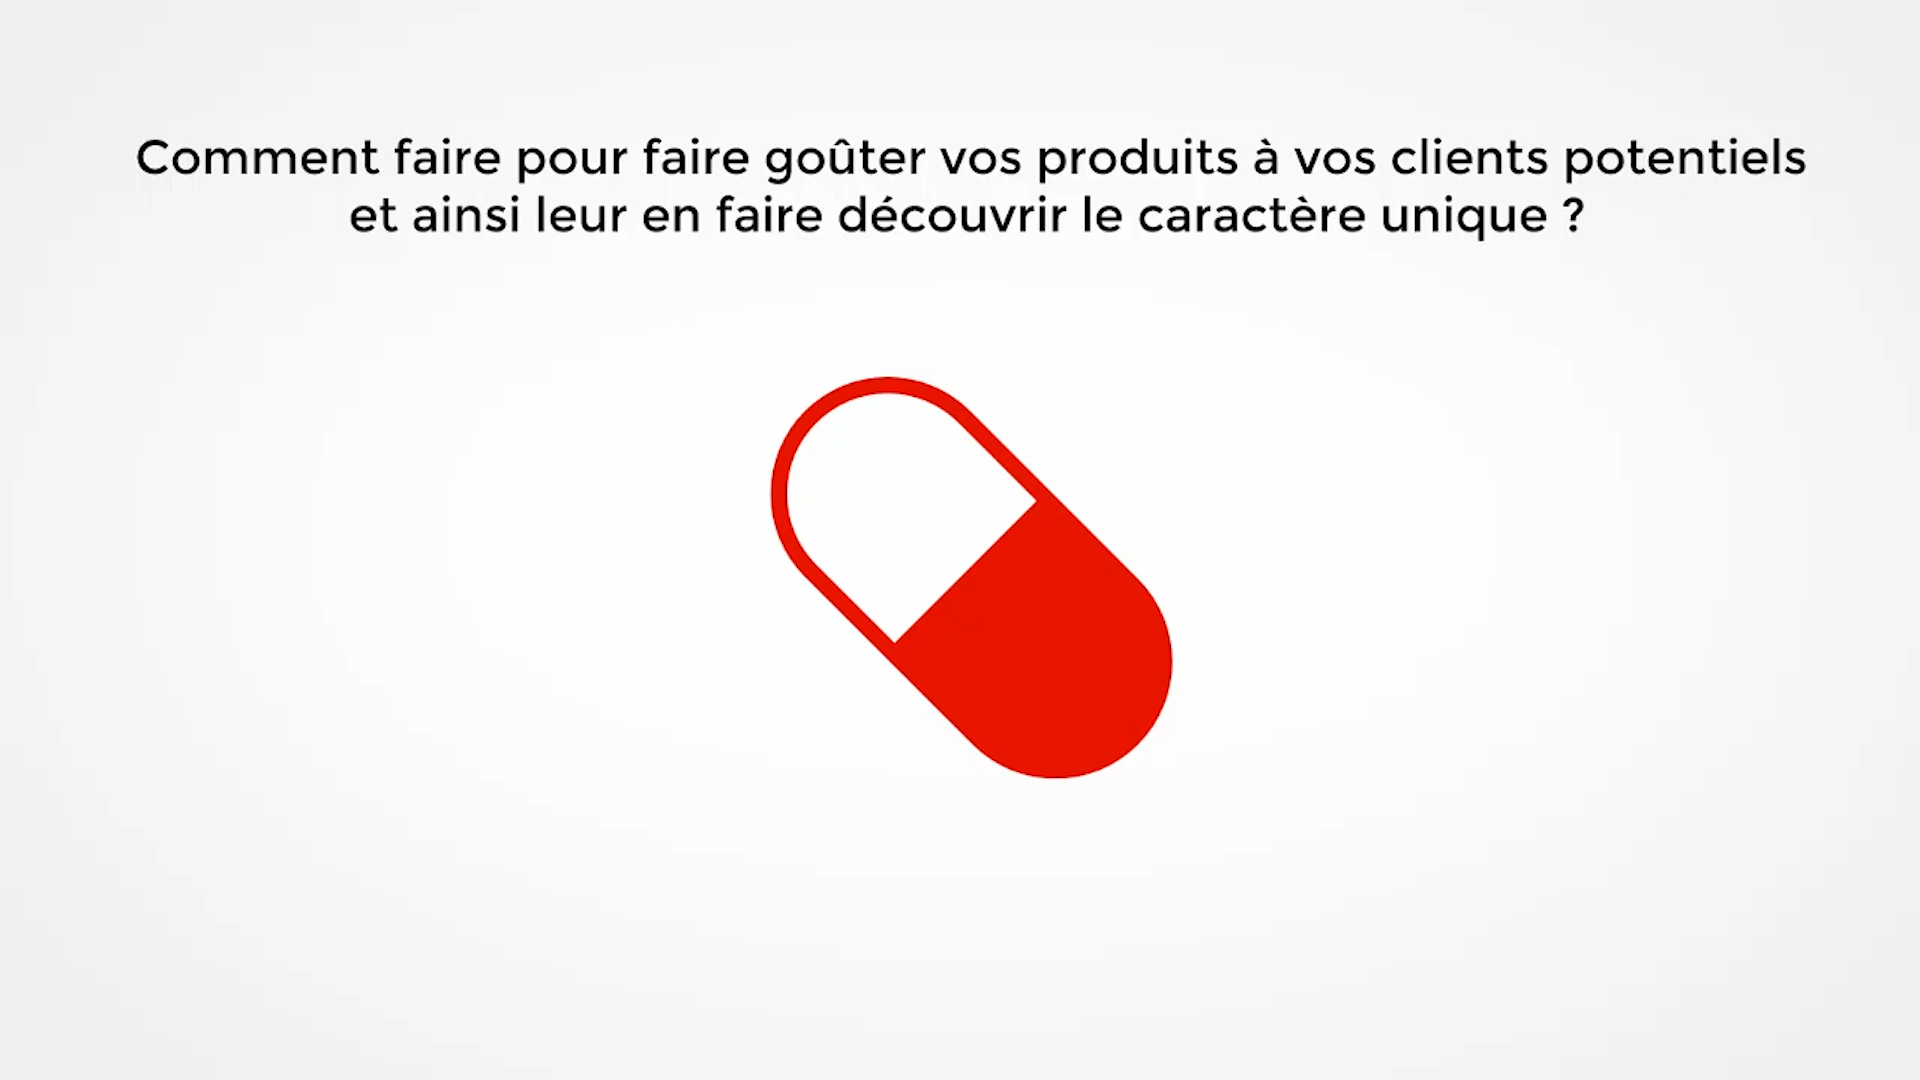 Comment faire pour faire goûter vos produits à vos clients potentiels
et ainsi leur en faire découvrir le caractère unique ?